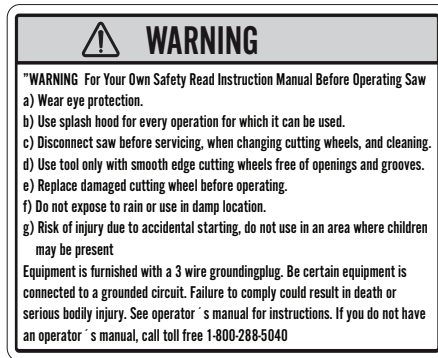 WARNING
"WARNING For Your Own Safety Read Instruction Manual Before Operating Saw
a) Wear eye protection.
b) Use splash hood for every operation for which it can be used.
c) Disconnect saw before servicing, when changing cutting wheels, and cleaning.
d) Use tool only with smooth edge cutting wheels free of openings and grooves.
e) Replace damaged cutting wheel before operating.
f) Do not expose to rain or use in damp location.
g) Risk of injury due to accidental starting, do not use in an area where children
may be present
Equipment is furnished with a 3 wire groundingplug. Be certain equipment is
connected to a grounded circuit. Failure to comply could result in death or
serious bodily injury. See operator ´s manual for instructions. If you do not have
an operator ´s manual, call toll free 1-800-288-5040